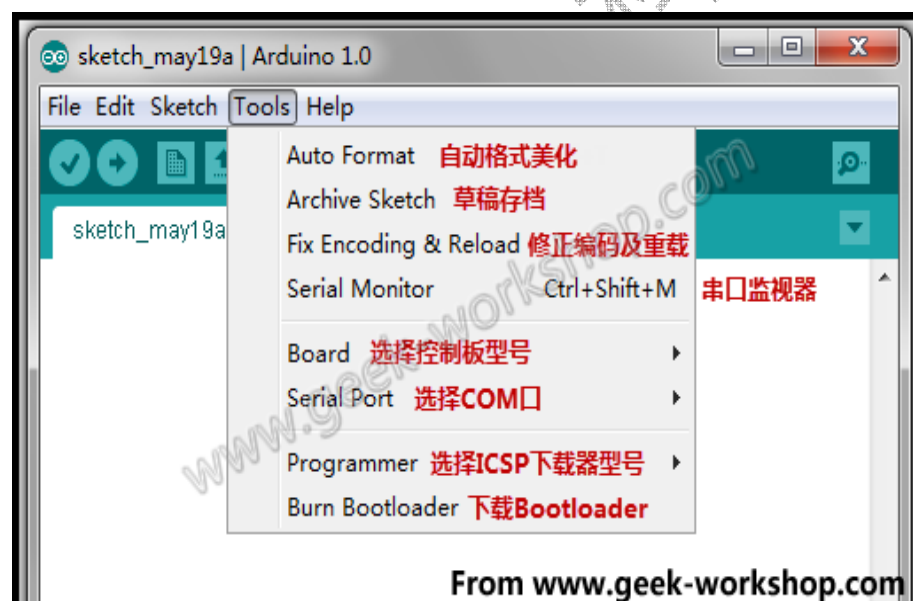 sketch_may19a | Arduino 1.0
File Edit Sketch Tools Help
sketch_may19a
Auto Format 自动格式美化
Archive Sketch 草稿存档
Fix Encoding & Reload 修正编码及重载
Serial Monitor Ctrl+Shift+M 串口监视器
Board 选择控制板型号
Serial Port 选择COM口
Programmer 选择ICSP下载器型号
Burn Bootloader 下载Bootloader
www.geek-workshop.com
From www.geek-workshop.com